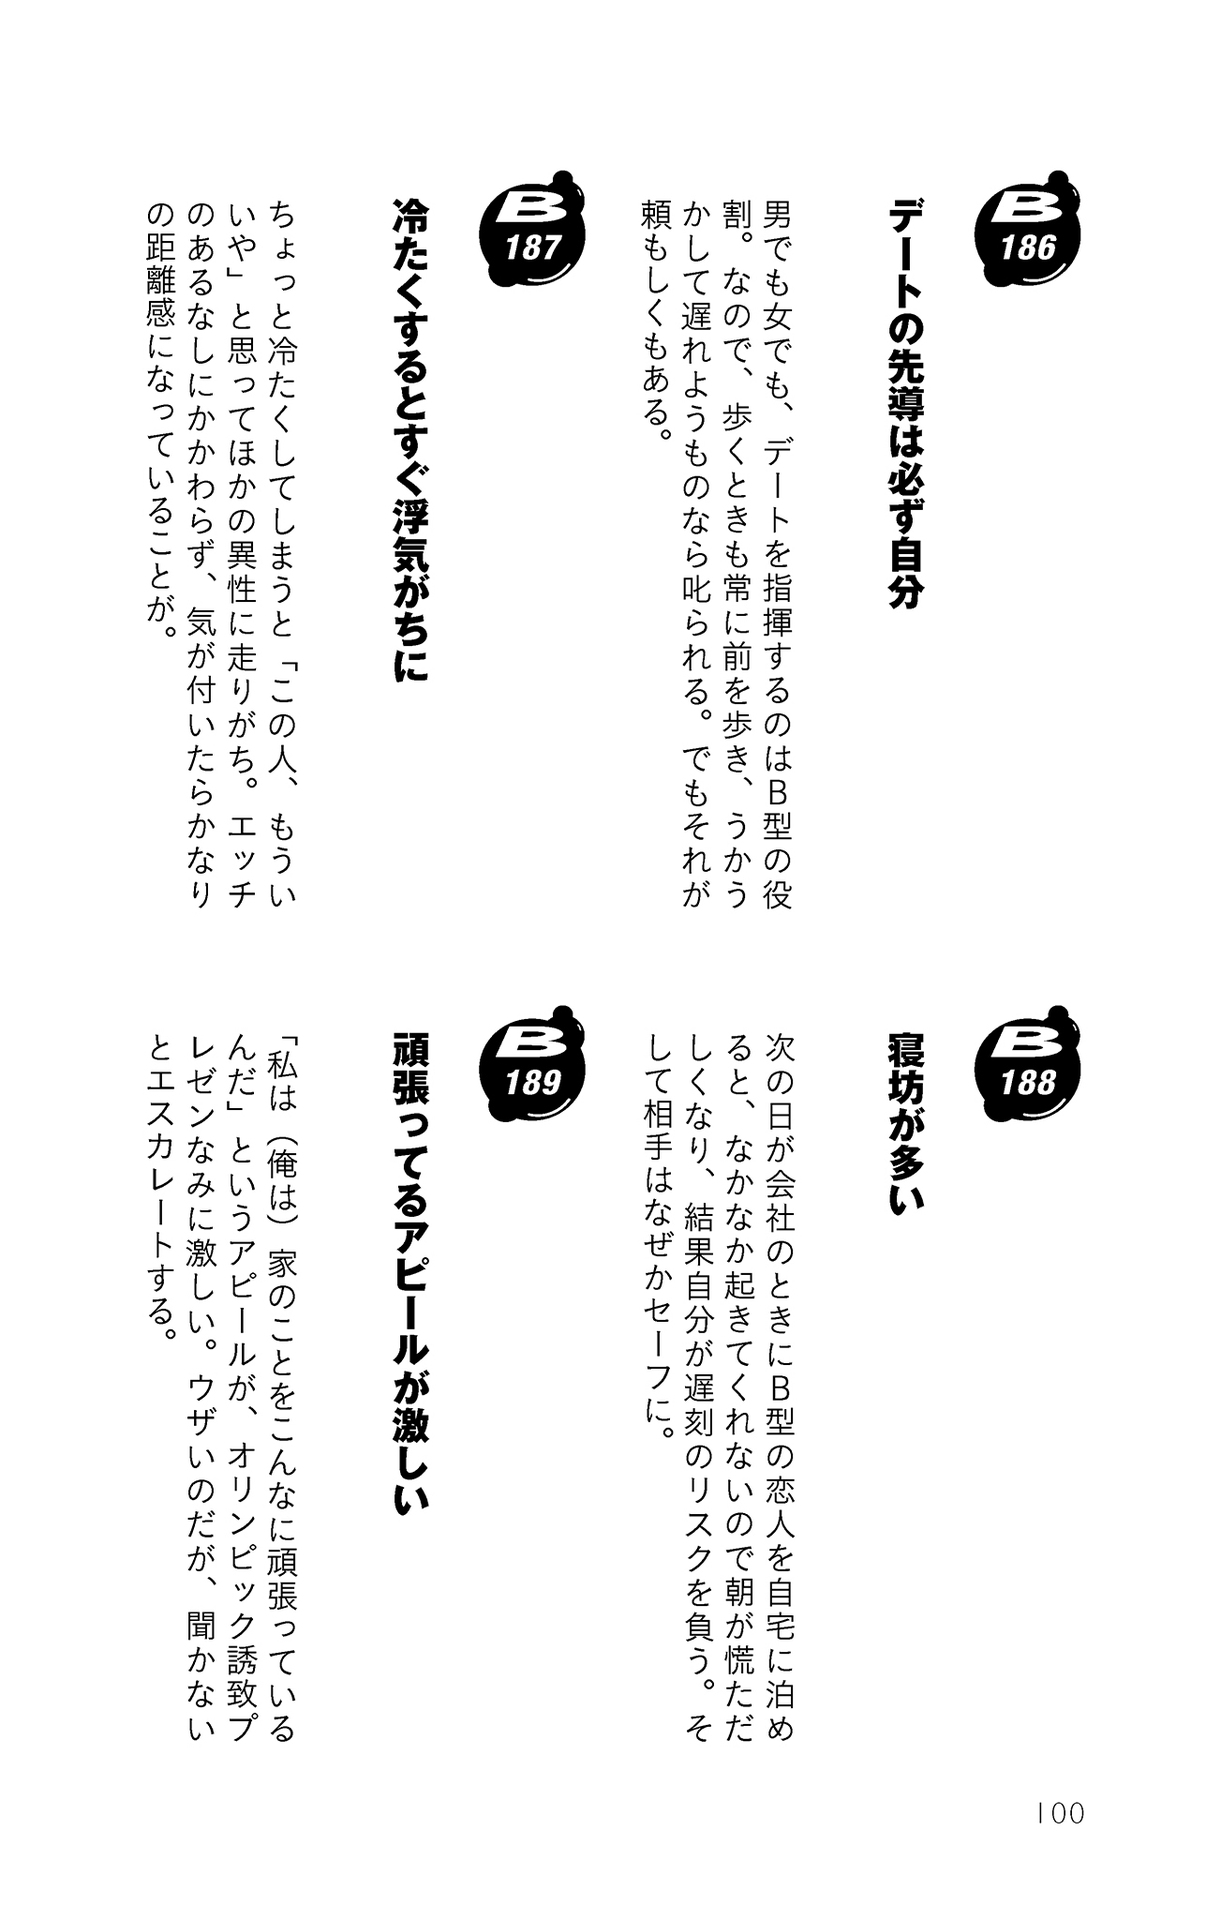 B
186
デートの先導は必ず自分
男でも女でも、デートを指揮するのはB型の役
割。なので、歩くときも常に前を歩き、うかう
かして遅れようものなら叱られる。でもそれが
頼もしくもある。
B
187
冷たくするとすぐ浮気がちに
ちょっと冷たくしてしまうと「この人、もうい
いや」と思ってほかの異性に走りがち。エッチ
のあるなしにかかわらず、気が付いたらかなり
の距離感になっていることが。
B
188
寝坊が多い
次の日が会社のときにB型の恋人を自宅に泊め
ると、なかなか起きてくれないので朝が慌ただ
しくなり、結果自分が遅刻のリスクを負う。そ
して相手はなぜかセーフに。
B
189
頑張ってるアピールが激しい
「私は（俺は）家のことをこんなに頑張っている
んだ」というアピールが、オリンピック誘致プ
レゼンなみに激しい。ウザいのだが、聞かない
とエスカレートする。
100